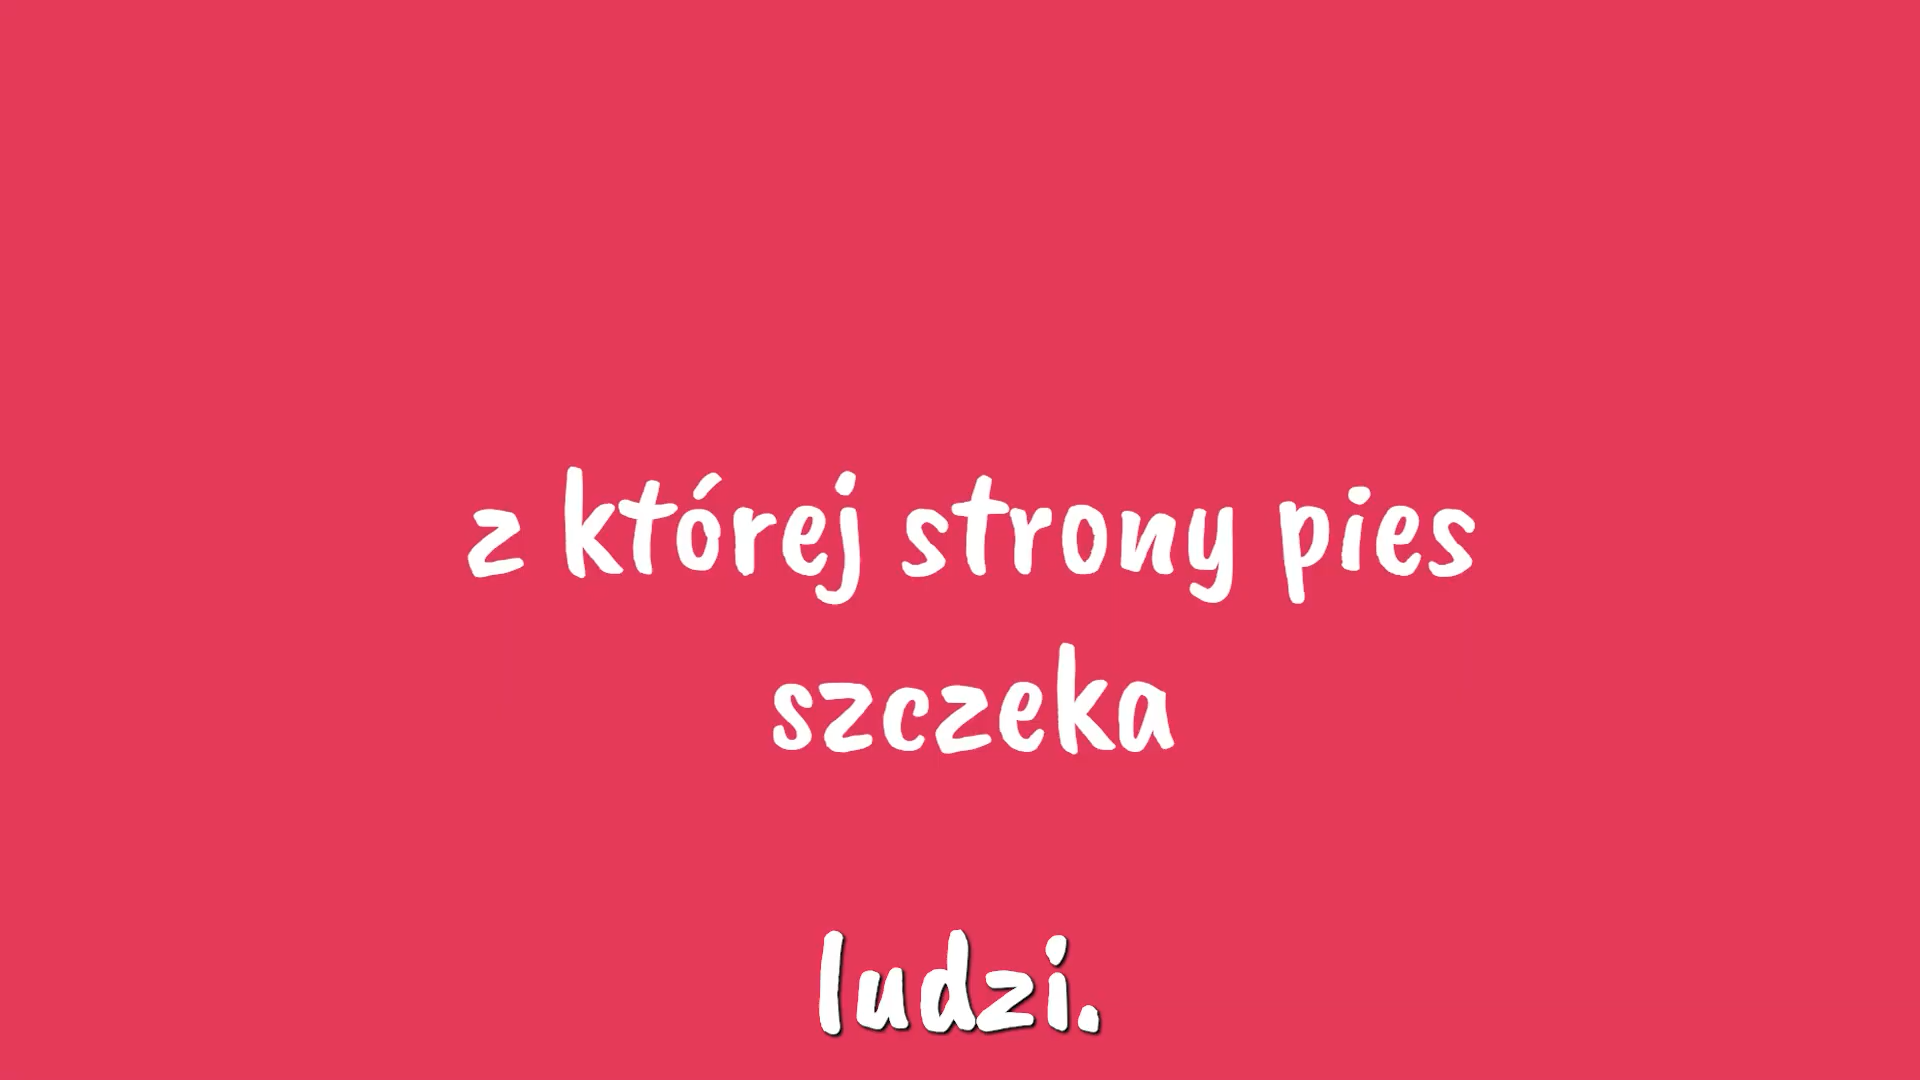 z której strony pies
szczeka
ludzi.